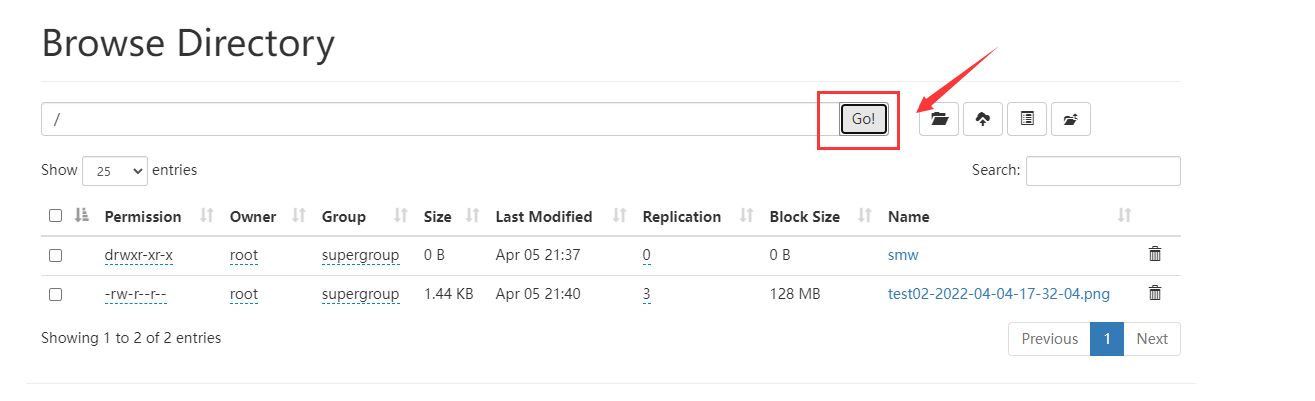 Browse Directory
/ Go!
Show 25 entries Search:
Permission Owner Group Size Last Modified Replication Block Size Name
drwxr-xr-x root supergroup 0 B Apr 05 21:37 0 0 B smw
-rw-r--r-- root supergroup 1.44 KB Apr 05 21:40 3 128 MB test02-2022-04-04-17-32-04.png
Showing 1 to 2 of 2 entries Previous 1 Next